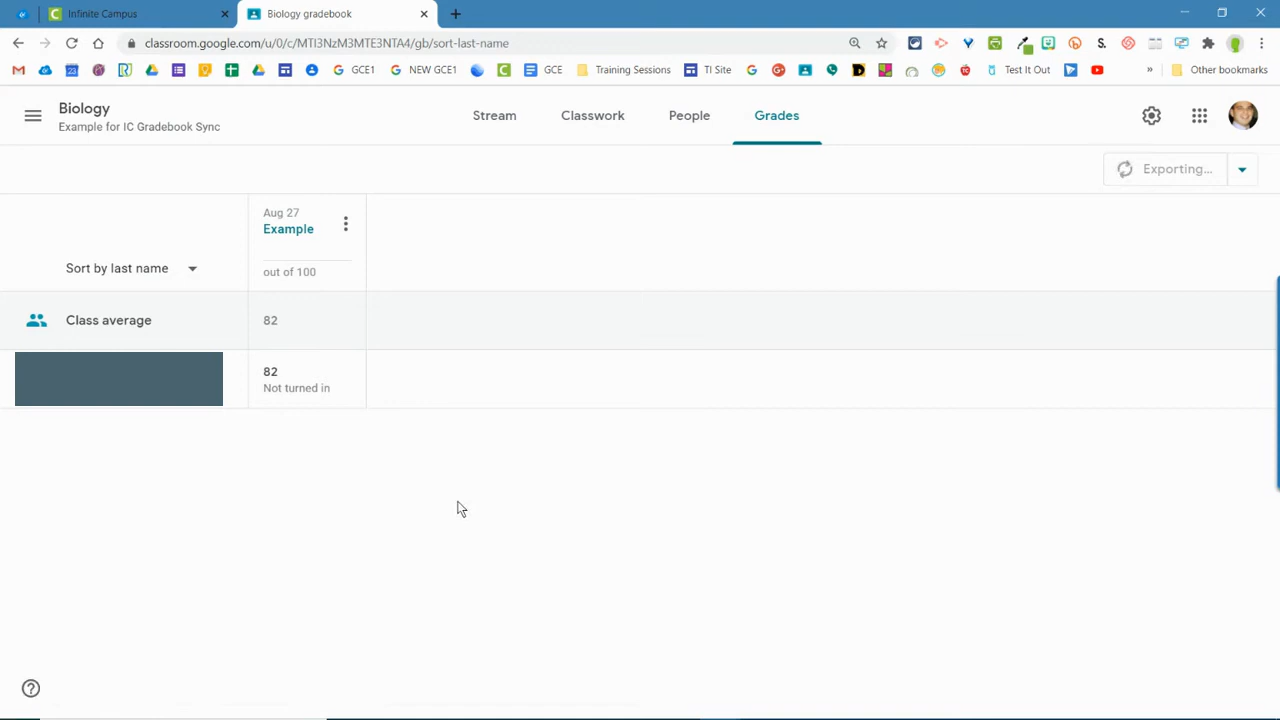 Infinite Campus
Biology gradebook
classroom.google.com/u/0/c/MTI3NzM3MTE3NTA4/gb/sort-last-name
GCE1
NEW GCE1
GCE
Training Sessions
TI Site
Test It Out
»
Other bookmarks
Biology
Example for IC Gradebook Sync
Stream
Classwork
People
Grades
Exporting...
Aug 27
Example
out of 100
Sort by last name
Class average
82
82
Not turned in